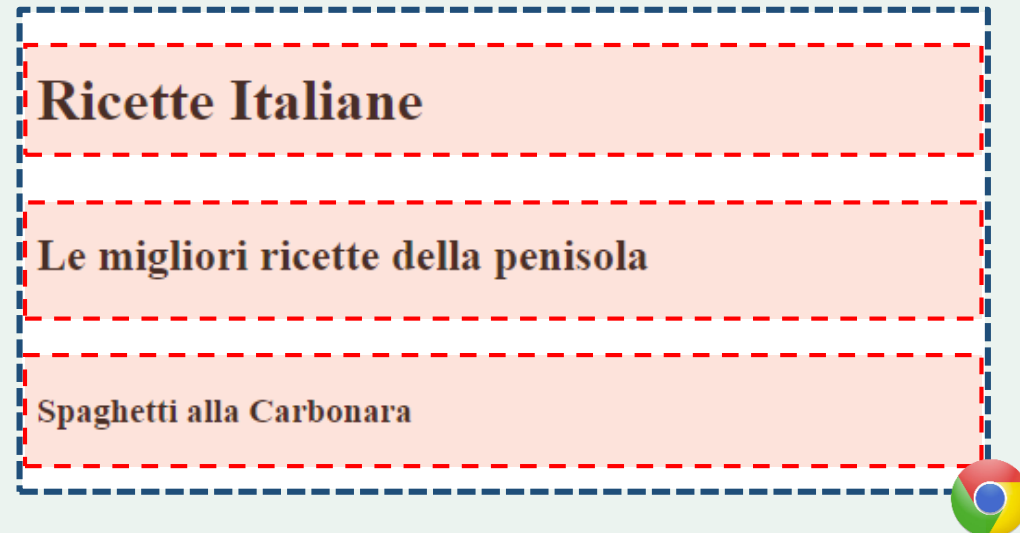 Ricette Italiane
Le migliori ricette della penisola
Spaghetti alla Carbonara